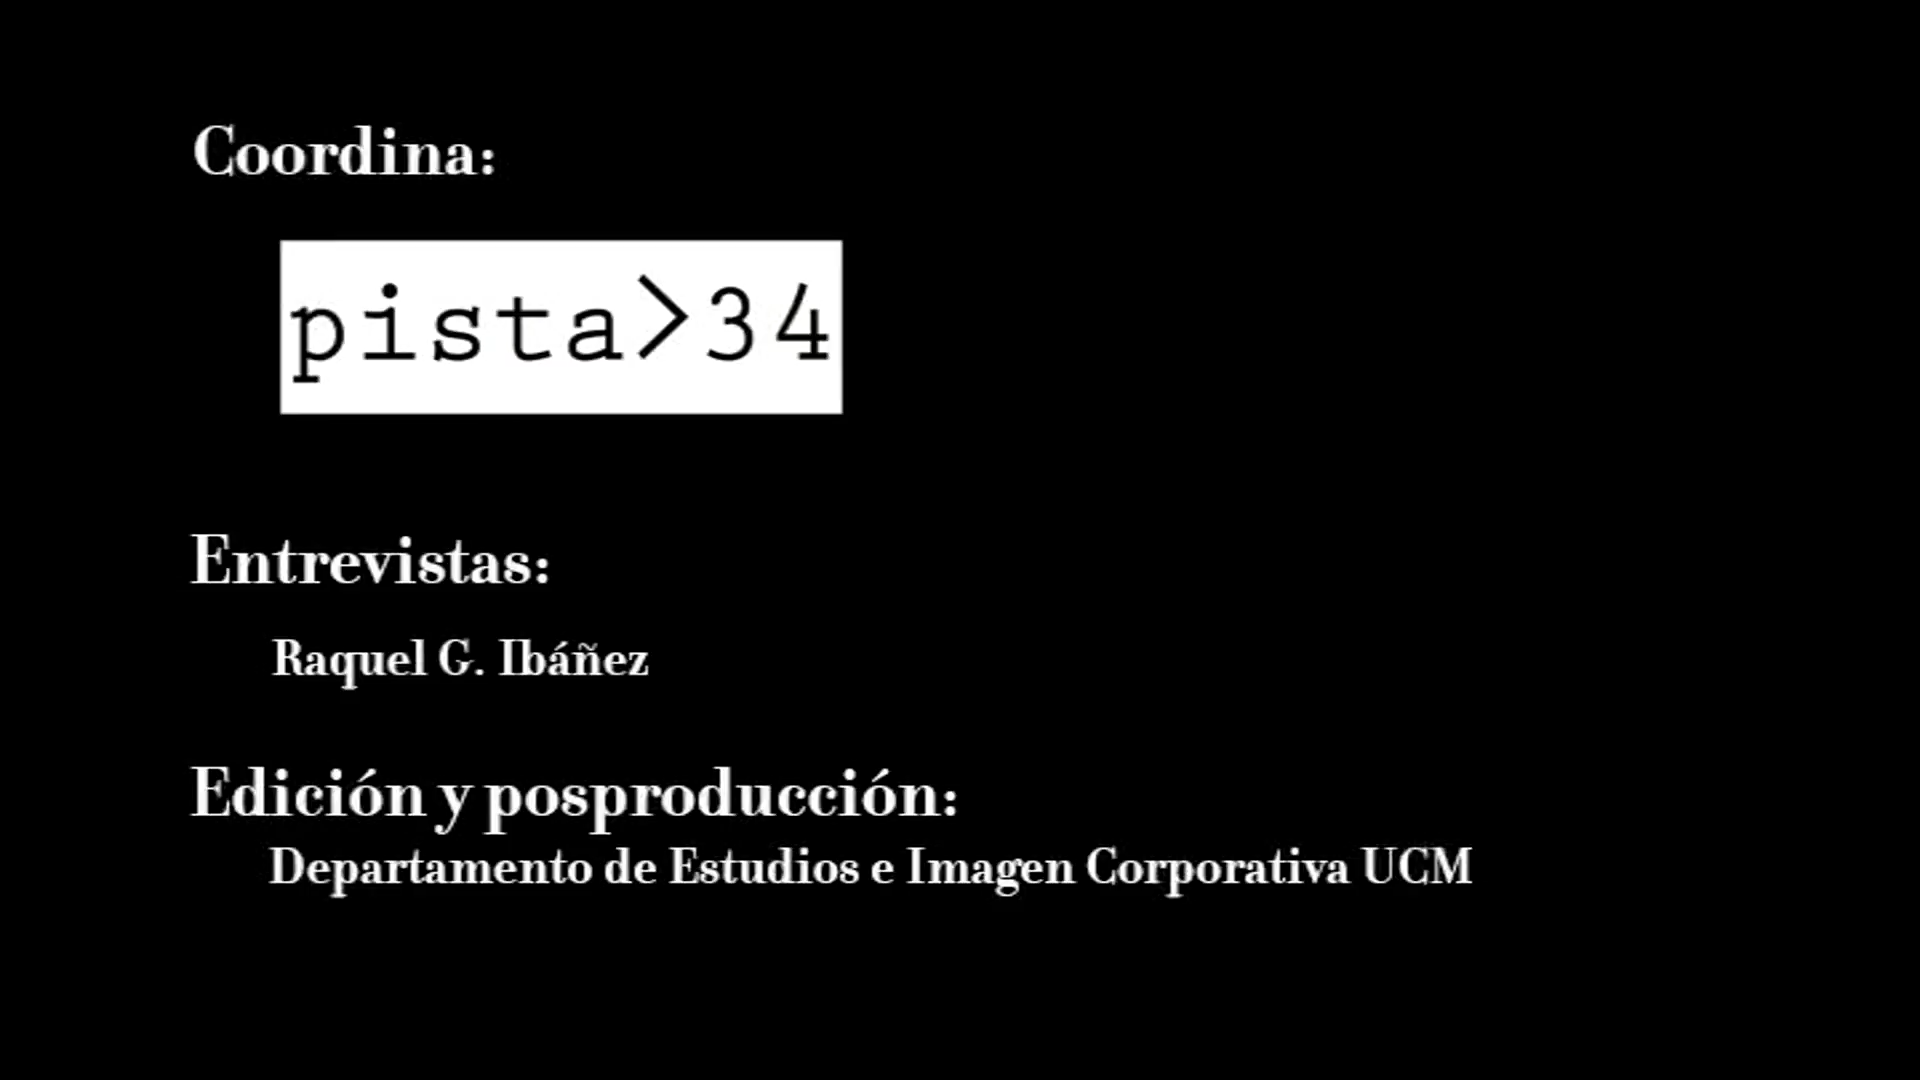 Coordina:
pista>34
Entrevistas:
Raquel G. Ibáñez
Edición y posproducción:
Departamento de Estudios e Imagen Corporativa UCM